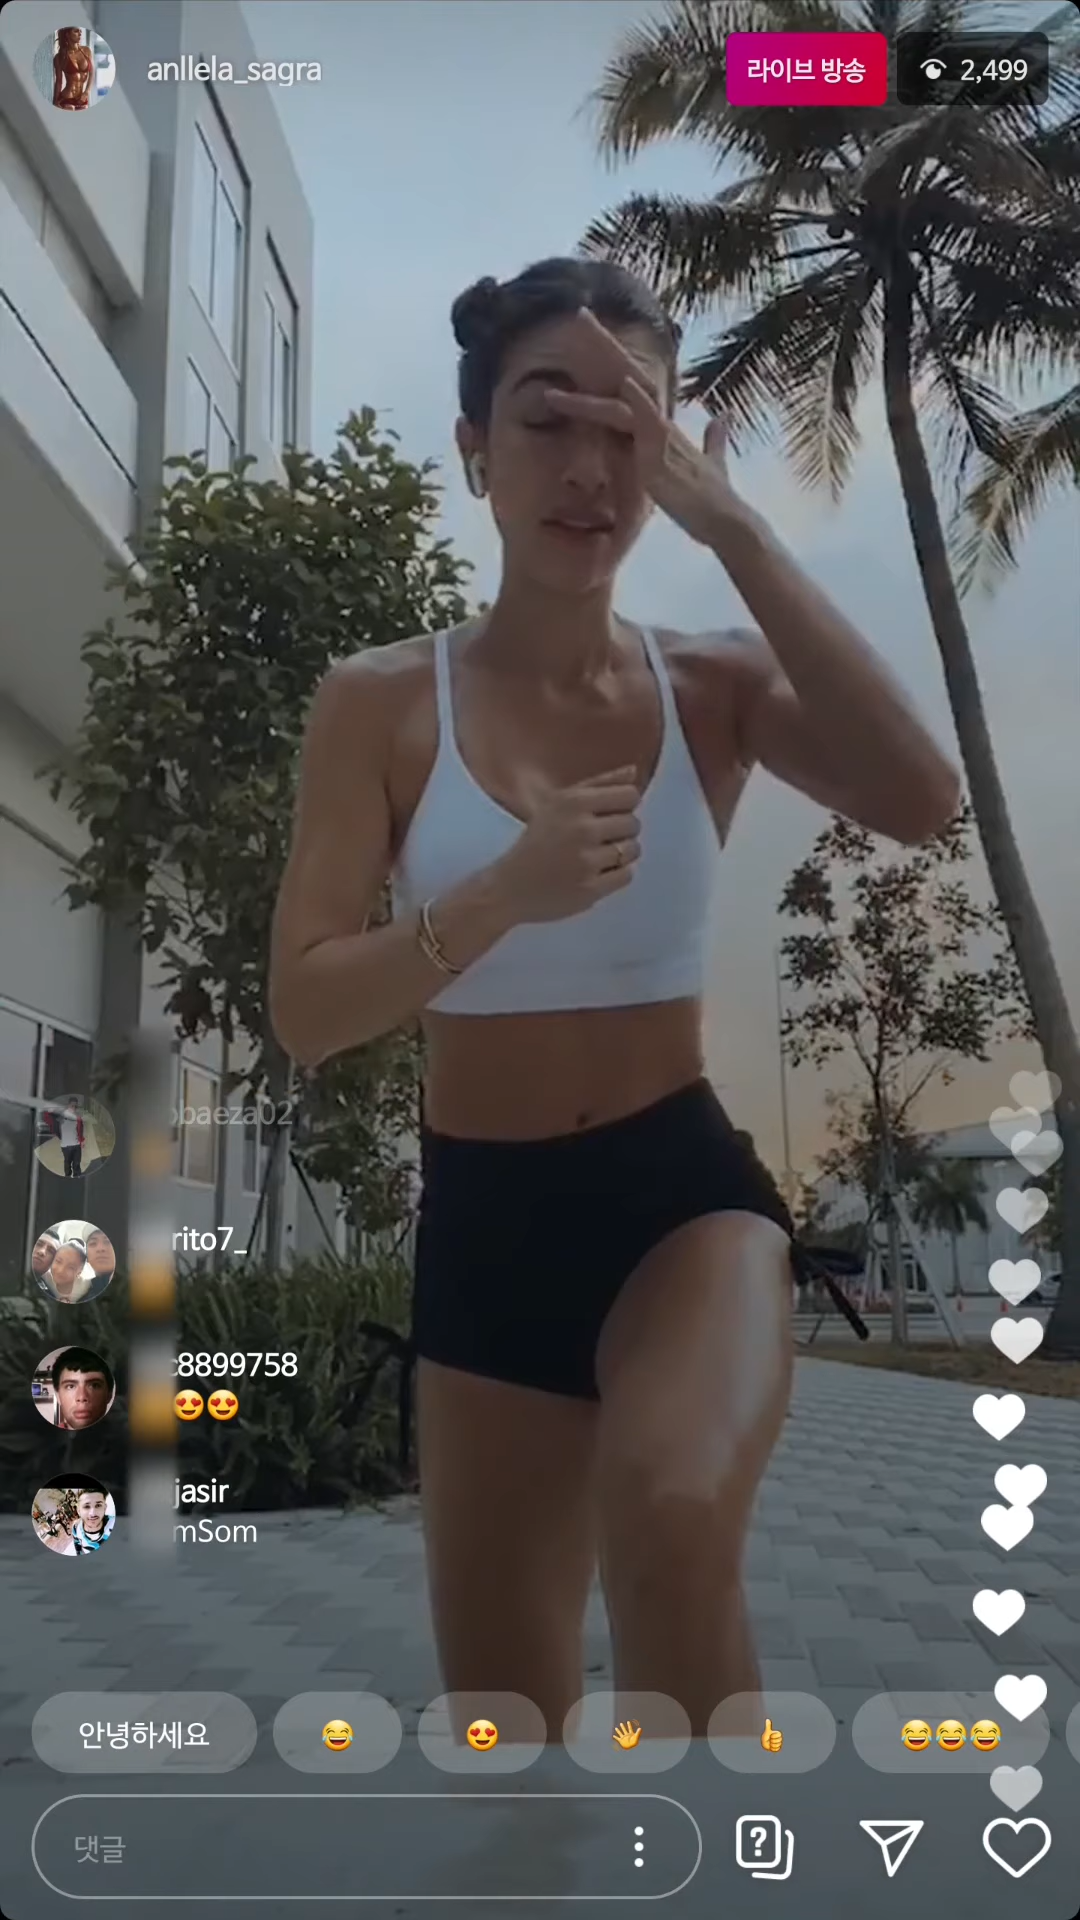 anllela_sagra
라이브 방송
2,499
baeza02
rito7_
8899758
😍😍
jasir
mSom
안녕하세요
😂
😍
👋
👍
😂😂😂
댓글